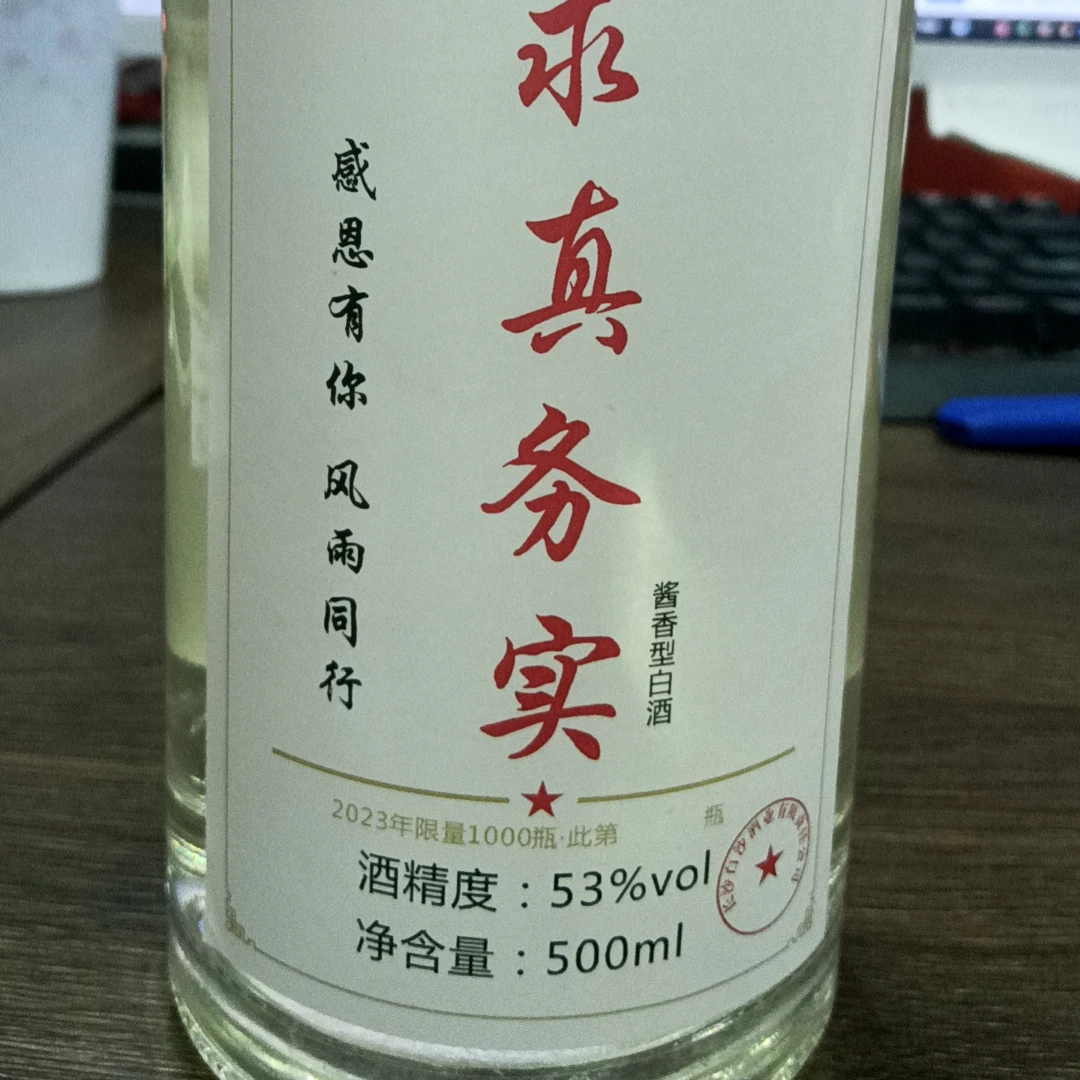 求真务实
感恩有你 风雨同行
酱香型白酒
2023年限量1000瓶·此第 瓶
酒精度：53%vol
净含量：500ml